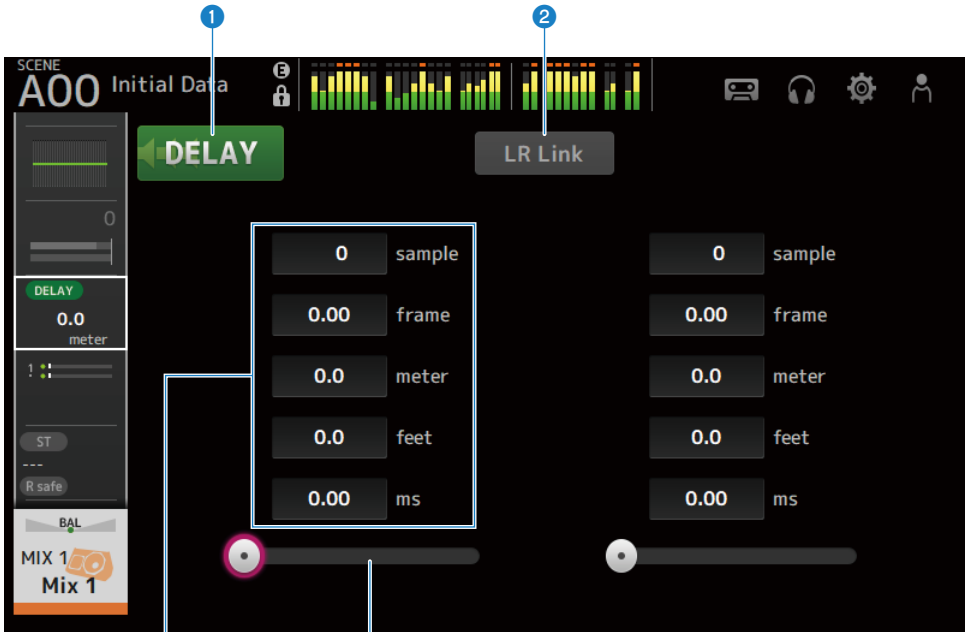 1 2
SCENE
A00 Initial Data E
DELAY LR Link
0
0 sample 0 sample
DELAY
0.0
meter
0.00 frame 0.00 frame
1
0.0 meter 0.0 meter
ST
0.0 feet 0.0 feet
---
R safe
0.00 ms 0.00 ms
BAL
MIX 1
Mix 1